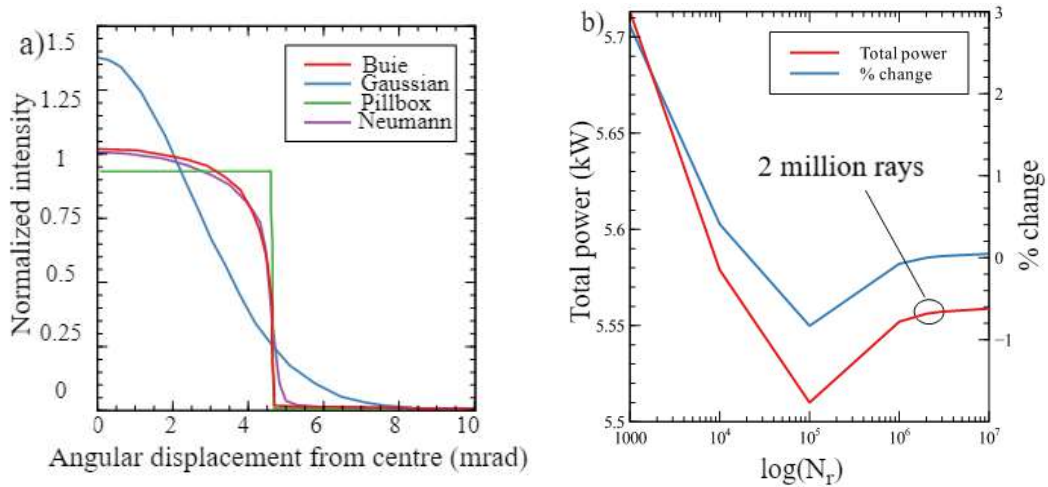 a)
Normalized intensity
1.5
1.25
1
0.75
0.5
0.25
0
Buie
Gaussian
Pillbox
Neumann
0 2 4 6 8 10
Angular displacement from centre (mrad)
b)
Total power (kW)
5.7
5.65
5.6
5.55
5.5
Total power
% change
2 million rays
3
2
1
0
−1
% change
1000 10⁴ 10⁵ 10⁶ 10⁷
log(Nᵣ)